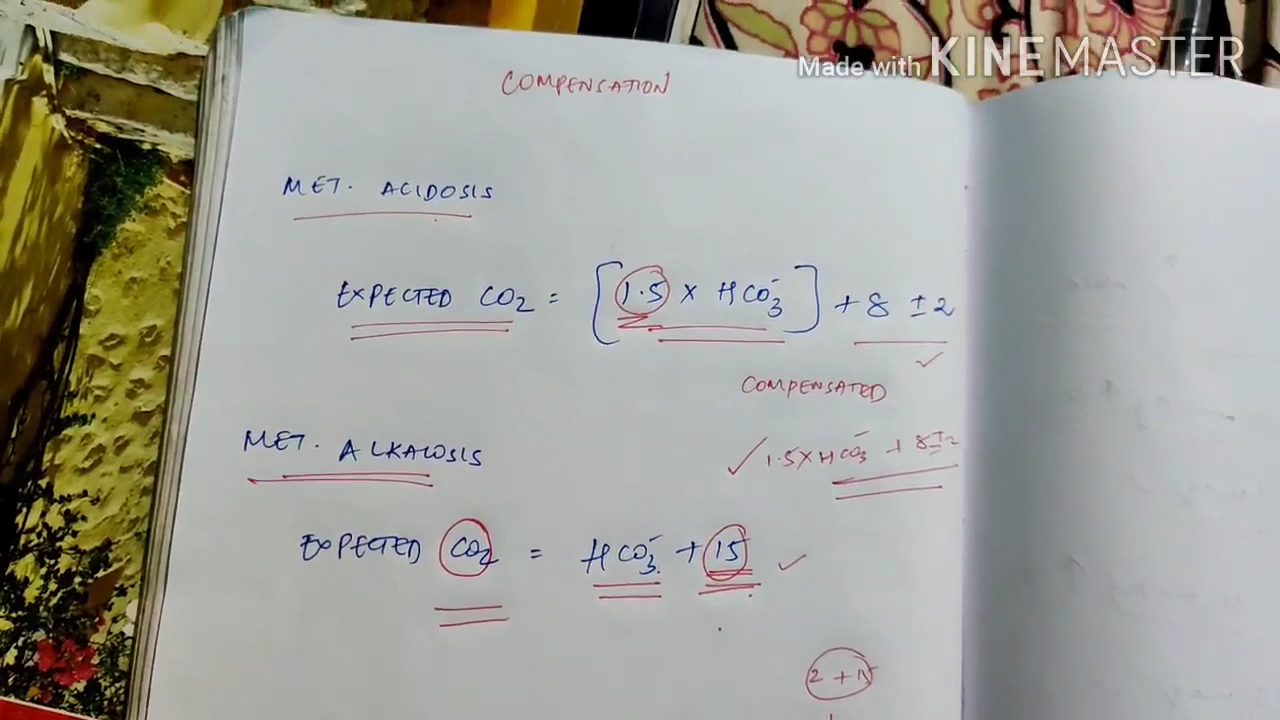 Made with KINEMASTER
COMPENSATION
MET. ACIDOSIS
EXPECTED CO₂ = [1.5 × HCO₃⁻] + 8 ± 2
COMPENSATED
MET. ALKALOSIS
✓ 1.5 × HCO₃⁻ + 8 ± 2
EXPECTED CO₂ = HCO₃⁻ + 15 ✓
2 + 15